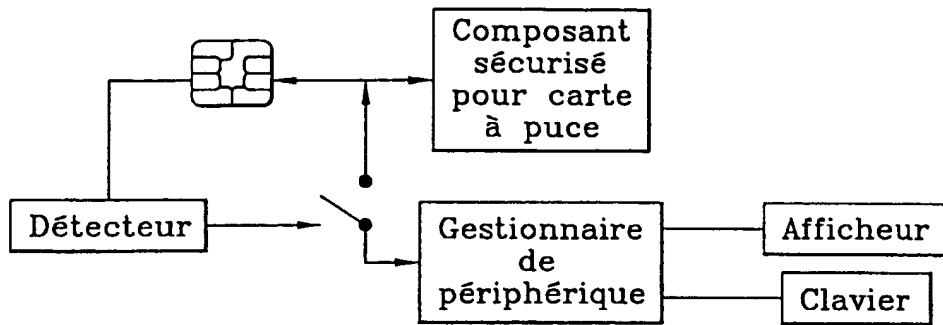 Composant
sécurisé
pour carte
à puce
Détecteur
Gestionnaire
de
périphérique
Afficheur
Clavier